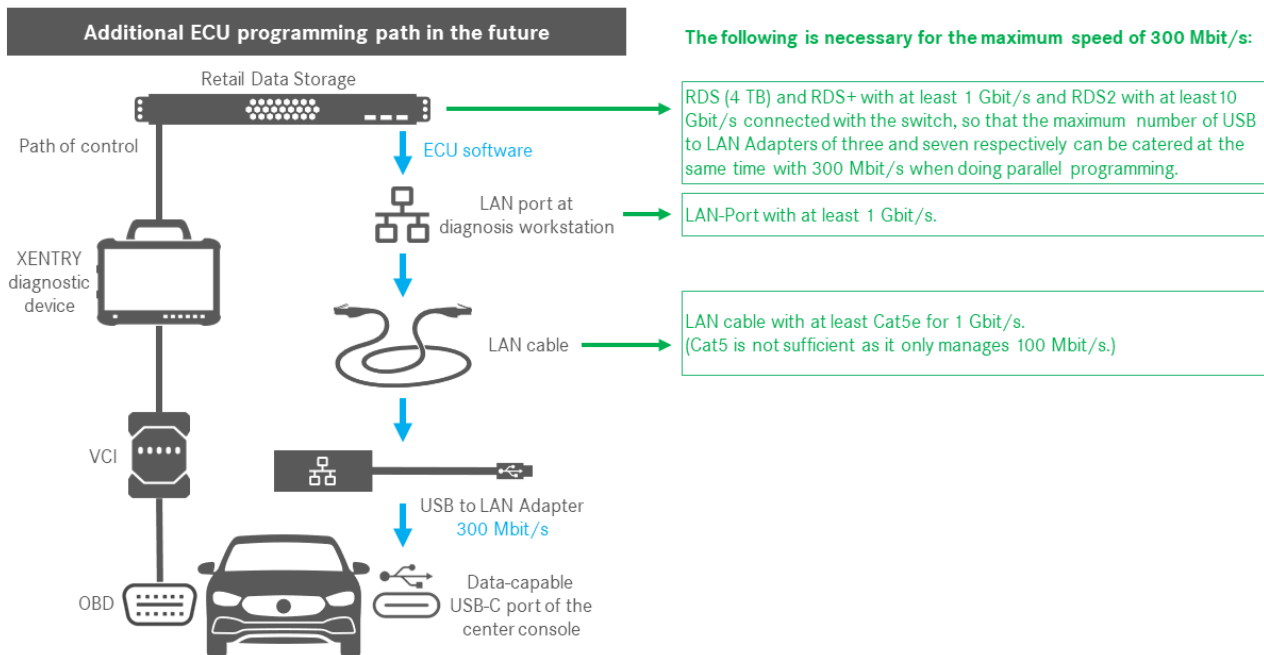 Additional ECU programming path in the future
The following is necessary for the maximum speed of 300 Mbit/s:
Retail Data Storage
RDS (4 TB) and RDS+ with at least 1 Gbit/s and RDS2 with at least 10
Gbit/s connected with the switch, so that the maximum number of USB
to LAN Adapters of three and seven respectively can be catered at the
same time with 300 Mbit/s when doing parallel programming.
Path of control
ECU software
LAN port at
diagnosis workstation
LAN-Port with at least 1 Gbit/s.
XENTRY
diagnostic
device
LAN cable
LAN cable with at least Cat5e for 1 Gbit/s.
(Cat5 is not sufficient as it only manages 100 Mbit/s.)
VCI
USB to LAN Adapter
300 Mbit/s
OBD
Data-capable
USB-C port of the
center console